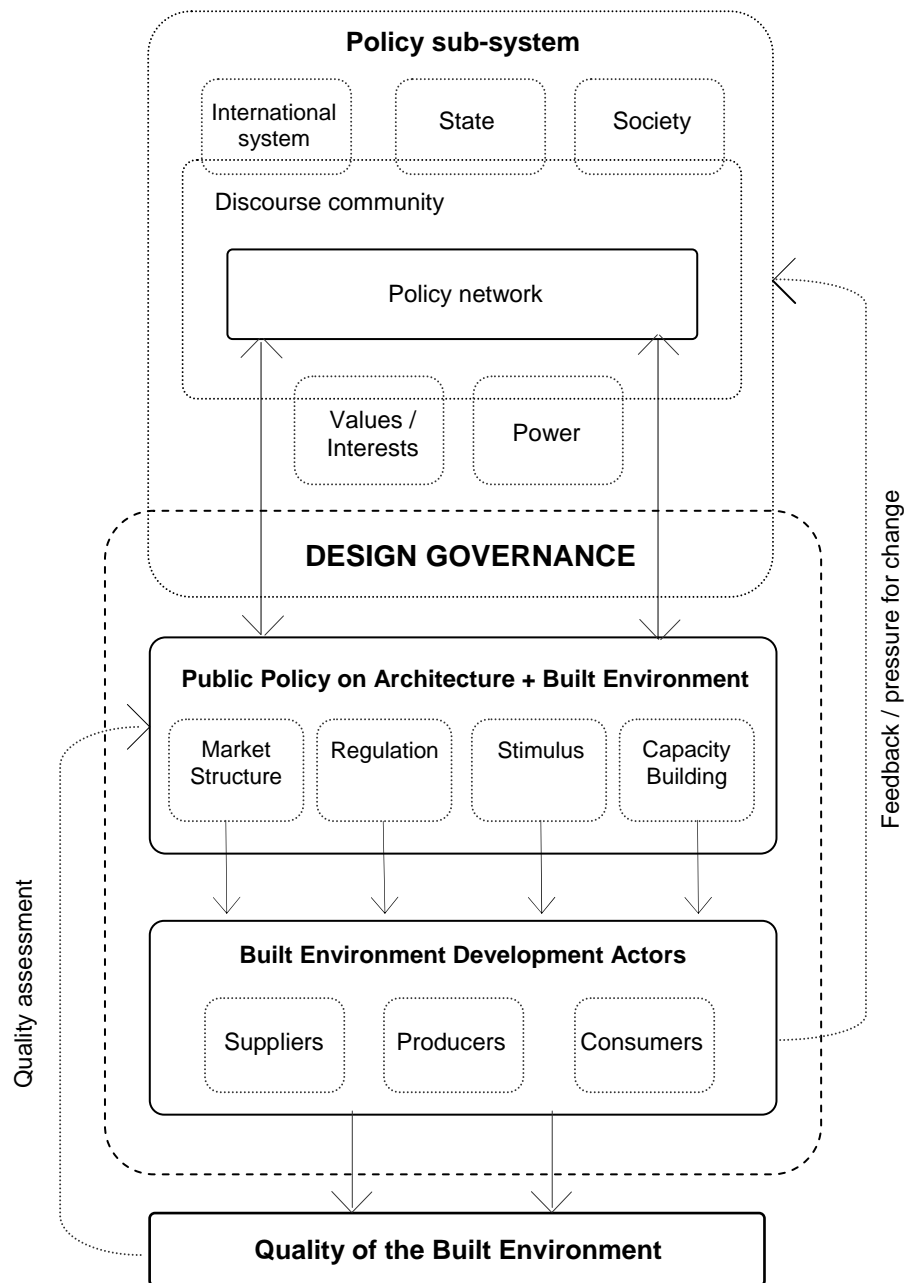 Policy sub-system
International
system
State
Society
Discourse community
Policy network
Values /
Interests
Power
DESIGN GOVERNANCE
Public Policy on Architecture + Built Environment
Market
Structure
Regulation
Stimulus
Capacity
Building
Built Environment Development Actors
Suppliers
Producers
Consumers
Quality of the Built Environment
Quality assessment
Feedback / pressure for change